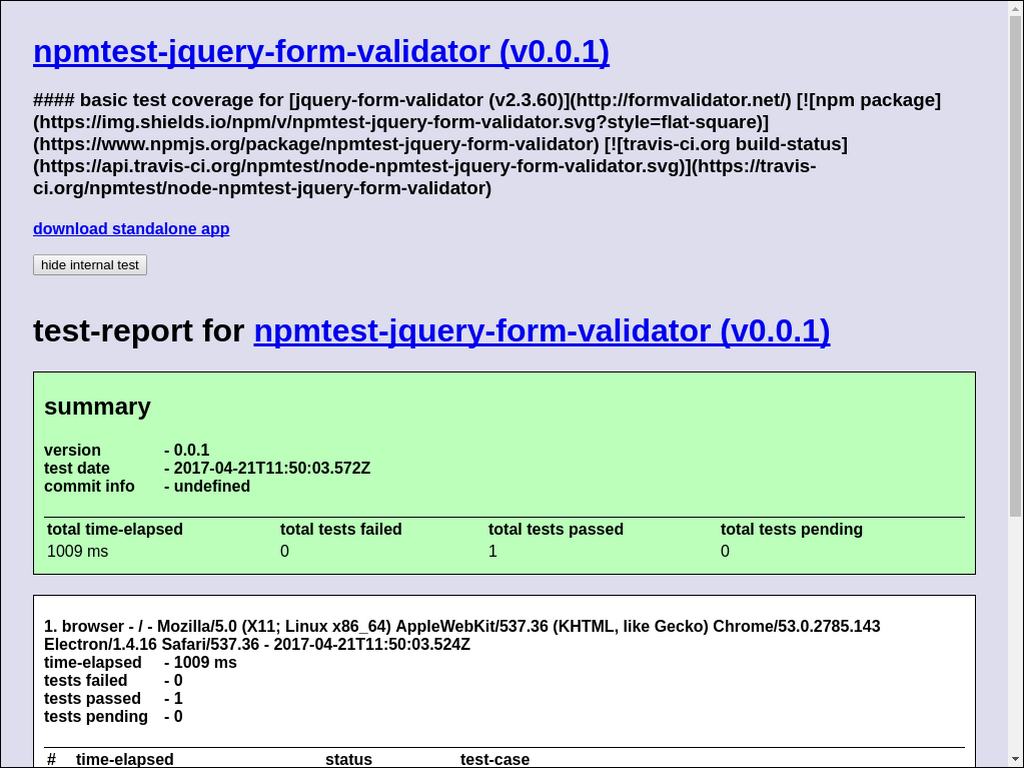 npmtest-jquery-form-validator (v0.0.1)
#### basic test coverage for [jquery-form-validator (v2.3.60)](http://formvalidator.net/) [![npm package]
(https://img.shields.io/npm/v/npmtest-jquery-form-validator.svg?style=flat-square)]
(https://www.npmjs.org/package/npmtest-jquery-form-validator) [![travis-ci.org build-status]
(https://api.travis-ci.org/npmtest/node-npmtest-jquery-form-validator.svg)](https://travis-
ci.org/npmtest/node-npmtest-jquery-form-validator)
download standalone app
hide internal test
test-report for npmtest-jquery-form-validator (v0.0.1)
summary
version - 0.0.1
test date - 2017-04-21T11:50:03.572Z
commit info - undefined
total time-elapsed total tests failed total tests passed total tests pending
1009 ms 0 1 0
1. browser - / - Mozilla/5.0 (X11; Linux x86_64) AppleWebKit/537.36 (KHTML, like Gecko) Chrome/53.0.2785.143
Electron/1.4.16 Safari/537.36 - 2017-04-21T11:50:03.524Z
time-elapsed - 1009 ms
tests failed - 0
tests passed - 1
tests pending - 0
# time-elapsed status test-case